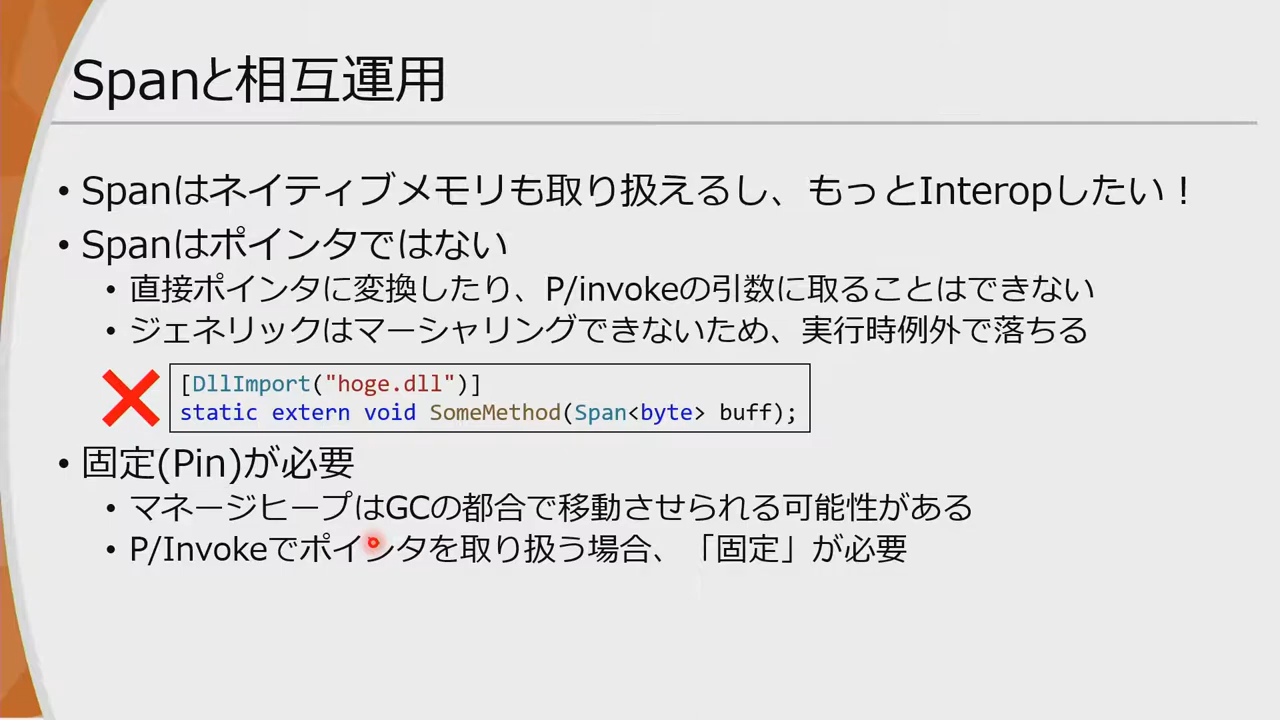 Spanと相互運用
• Spanはネイティブメモリも取り扱えるし、もっとInteropしたい！
• Spanはポインタではない
• 直接ポインタに変換したり、P/invokeの引数に取ることはできない
• ジェネリックはマーシャリングできないため、実行時例外で落ちる
[DllImport("hoge.dll")]
static extern void SomeMethod(Span<byte> buff);
• 固定(Pin)が必要
• マネージヒープはGCの都合で移動させられる可能性がある
• P/Invokeでポインタを取り扱う場合、「固定」が必要